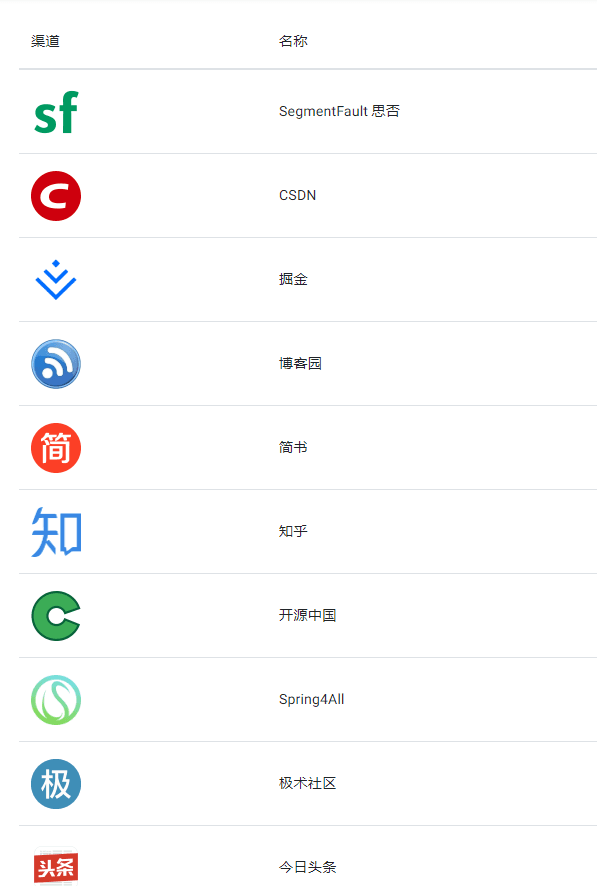 渠道 名称
sf SegmentFault 思否
C CSDN
掘金
博客园
简 简书
知 知乎
C 开源中国
Spring4All
极 极术社区
头条 今日头条